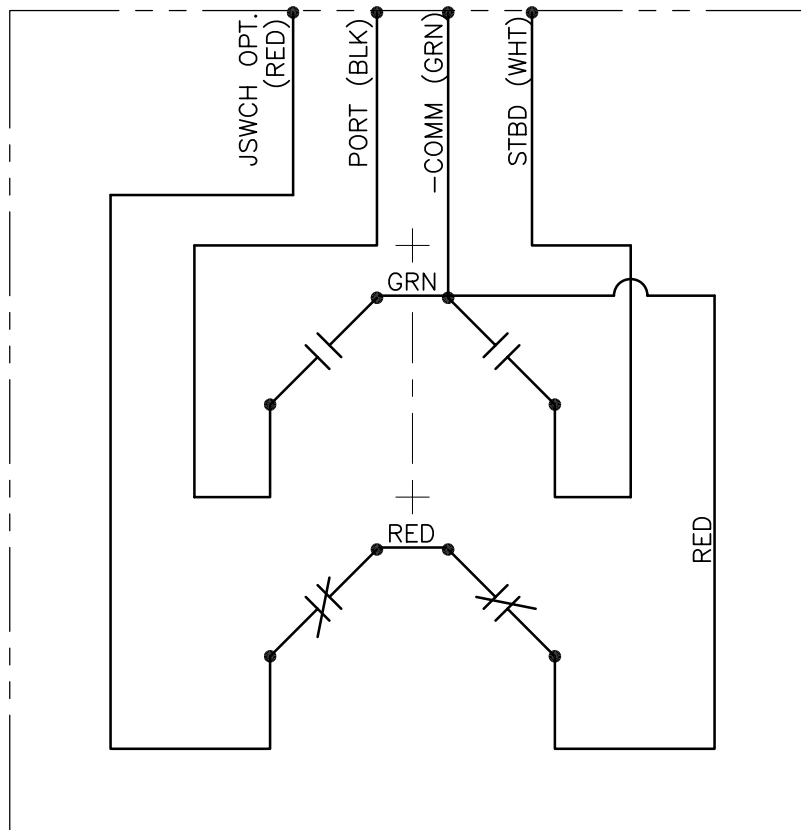 JSWCH OPT.
(RED)
PORT (BLK)
-COMM (GRN)
STBD (WHT)
GRN
RED
RED